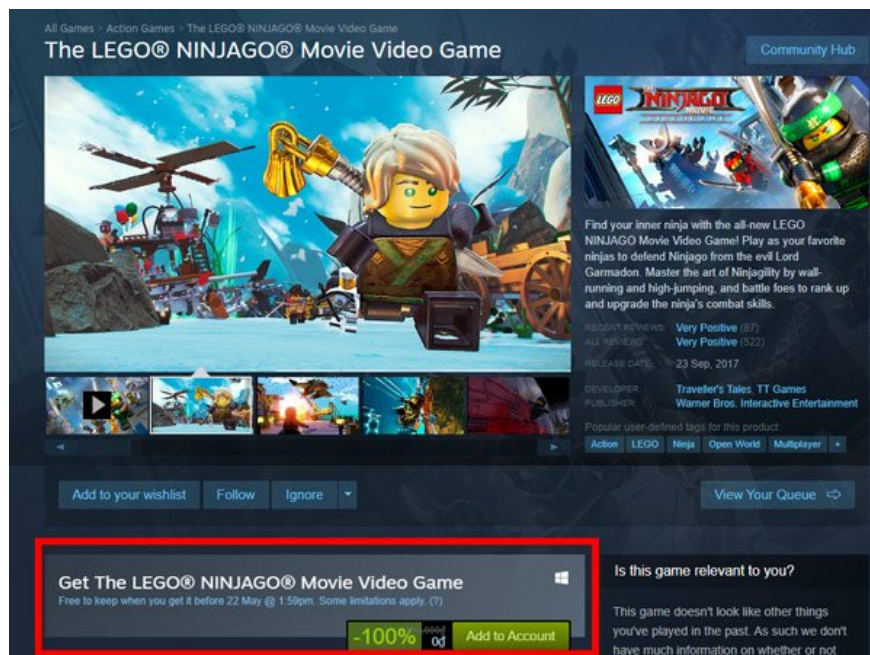 All Games > Action Games > The LEGO® NINJAGO® Movie Video Game
The LEGO® NINJAGO® Movie Video Game
Community Hub
LEGO NINJAGO
MOVIE
Find your inner ninja with the all-new LEGO
NINJAGO Movie Video Game! Play as your favorite
ninjas to defend Ninjago from the evil Lord
Garmadon. Master the art of Ninjagility by wall-
running and high-jumping, and battle foes to rank up
and upgrade the ninja's combat skills.
RECENT REVIEWS: Very Positive (87)
ALL REVIEWS: Very Positive (522)
RELEASE DATE: 23 Sep, 2017
DEVELOPER: Traveller's Tales, TT Games
PUBLISHER: Warner Bros. Interactive Entertainment
Popular user-defined tags for this product:
Action LEGO Ninja Open World Multiplayer +
Add to your wishlist Follow Ignore
View Your Queue
Get The LEGO® NINJAGO® Movie Video Game
Free to keep when you get it before 22 May @ 1:59pm. Some limitations apply. (?)
-100% 0₫ Add to Account
Is this game relevant to you?
This game doesn't look like other things
you've played in the past. As such we don't
have much information on whether or not